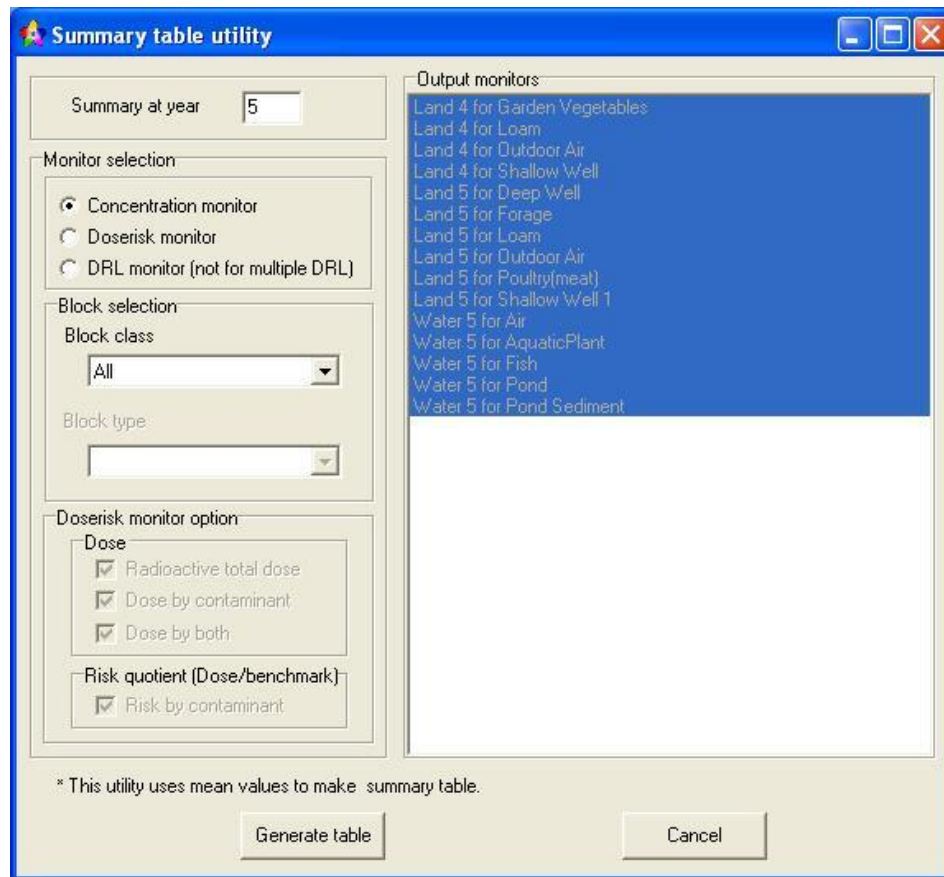 Summary table utility
Summary at year 5
Monitor selection
Concentration monitor
Doserisk monitor
DRL monitor (not for multiple DRL)
Block selection
Block class
All
Block type
Doserisk monitor option
Dose
Radioactive total dose
Dose by contaminant
Dose by both
Risk quotient (Dose/benchmark)
Risk by contaminant
Output monitors
Land 4 for Garden Vegetables
Land 4 for Loam
Land 4 for Outdoor Air
Land 4 for Shallow Well
Land 5 for Deep Well
Land 5 for Forage
Land 5 for Loam
Land 5 for Outdoor Air
Land 5 for Poultry(meat)
Land 5 for Shallow Well 1
Water 5 for Air
Water 5 for AquaticPlant
Water 5 for Fish
Water 5 for Pond
Water 5 for Pond Sediment
* This utility uses mean values to make summary table.
Generate table
Cancel